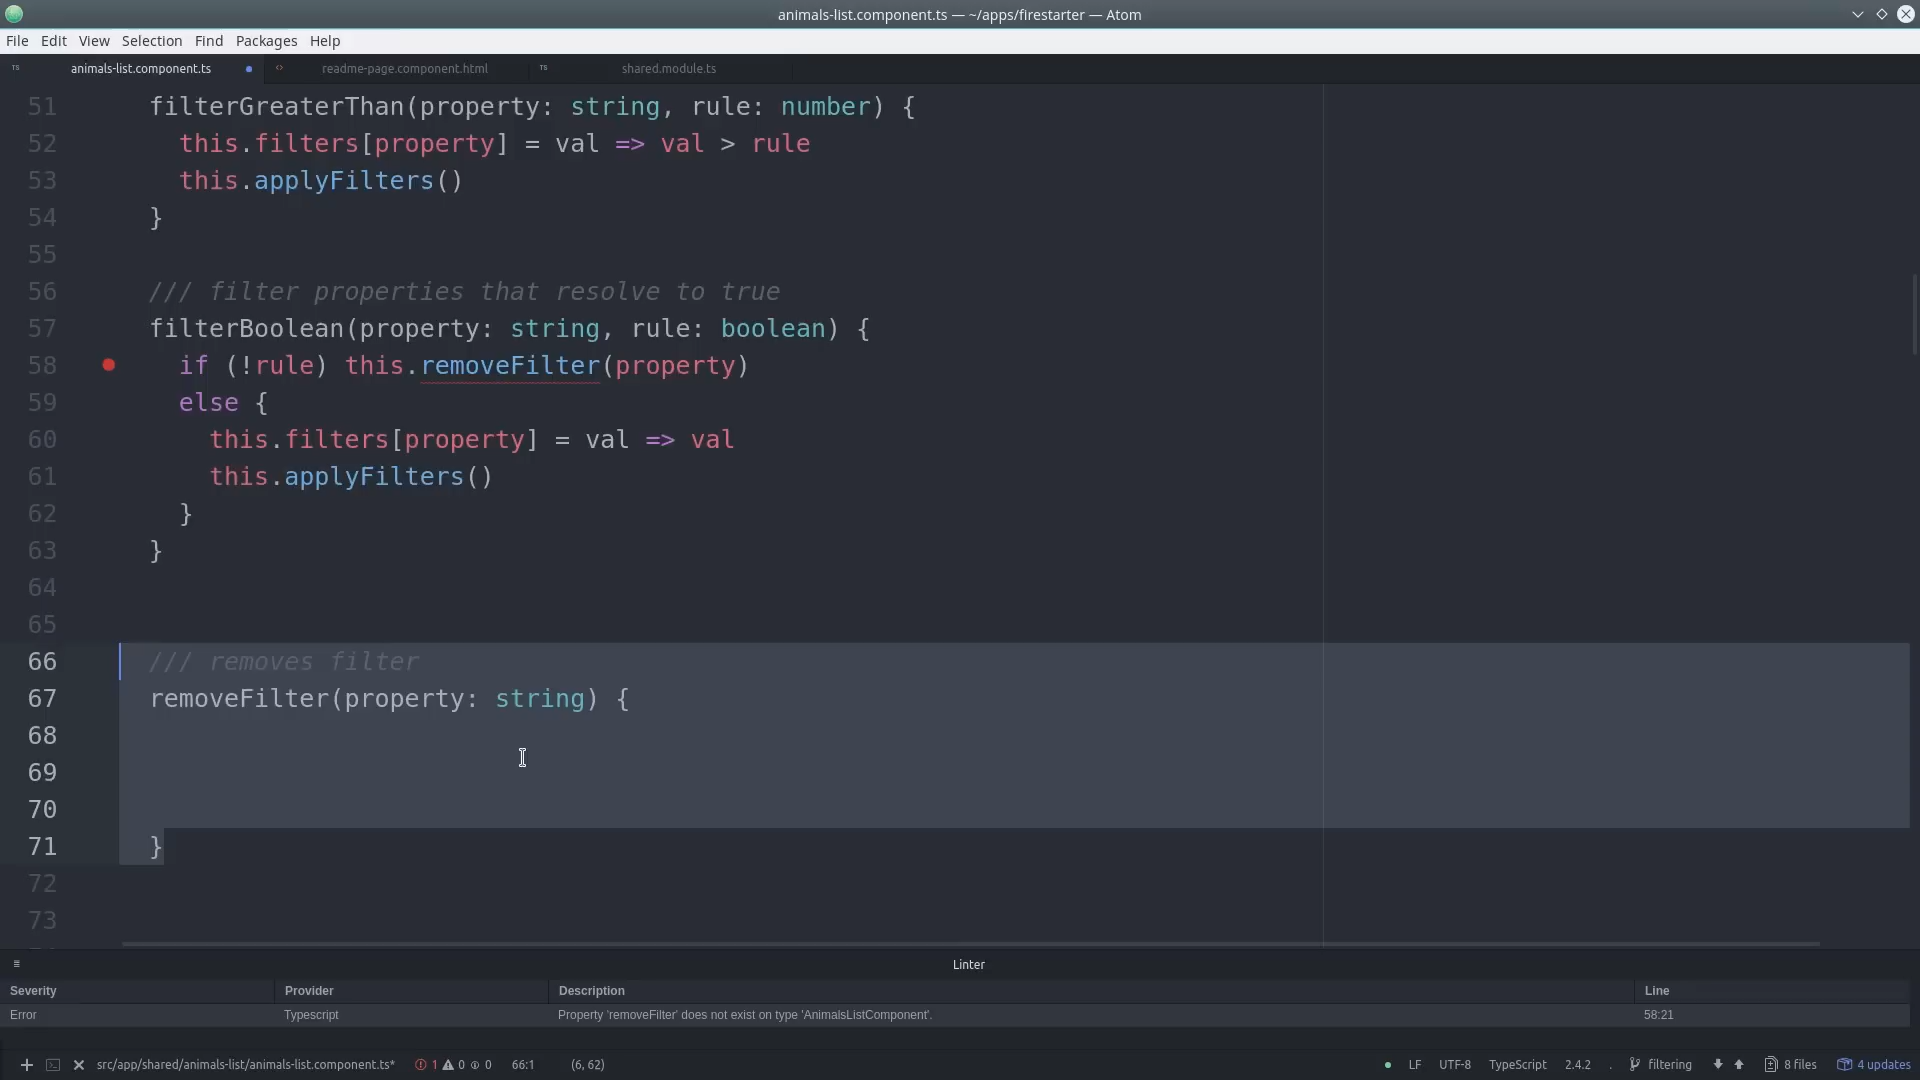 animals-list.component.ts — ~/apps/firestarter — Atom
File Edit View Selection Find Packages Help
TS animals-list.component.ts <> readme-page.component.html TS shared.module.ts
51 filterGreaterThan(property: string, rule: number) {
52 this.filters[property] = val => val > rule
53 this.applyFilters()
54 }
55
56 /// filter properties that resolve to true
57 filterBoolean(property: string, rule: boolean) {
58 if (!rule) this.removeFilter(property)
59 else {
60 this.filters[property] = val => val
61 this.applyFilters()
62 }
63 }
64
65
66 /// removes filter
67 removeFilter(property: string) {
68
69
70
71 }
72
73
Linter
Severity Provider Description Line
Error Typescript Property 'removeFilter' does not exist on type 'AnimalsListComponent'. 58:21
src/app/shared/animals-list/animals-list.component.ts* 1 0 0 66:1 (6, 62) LF UTF-8 TypeScript 2.4.2 . filtering 8 files 4 updates